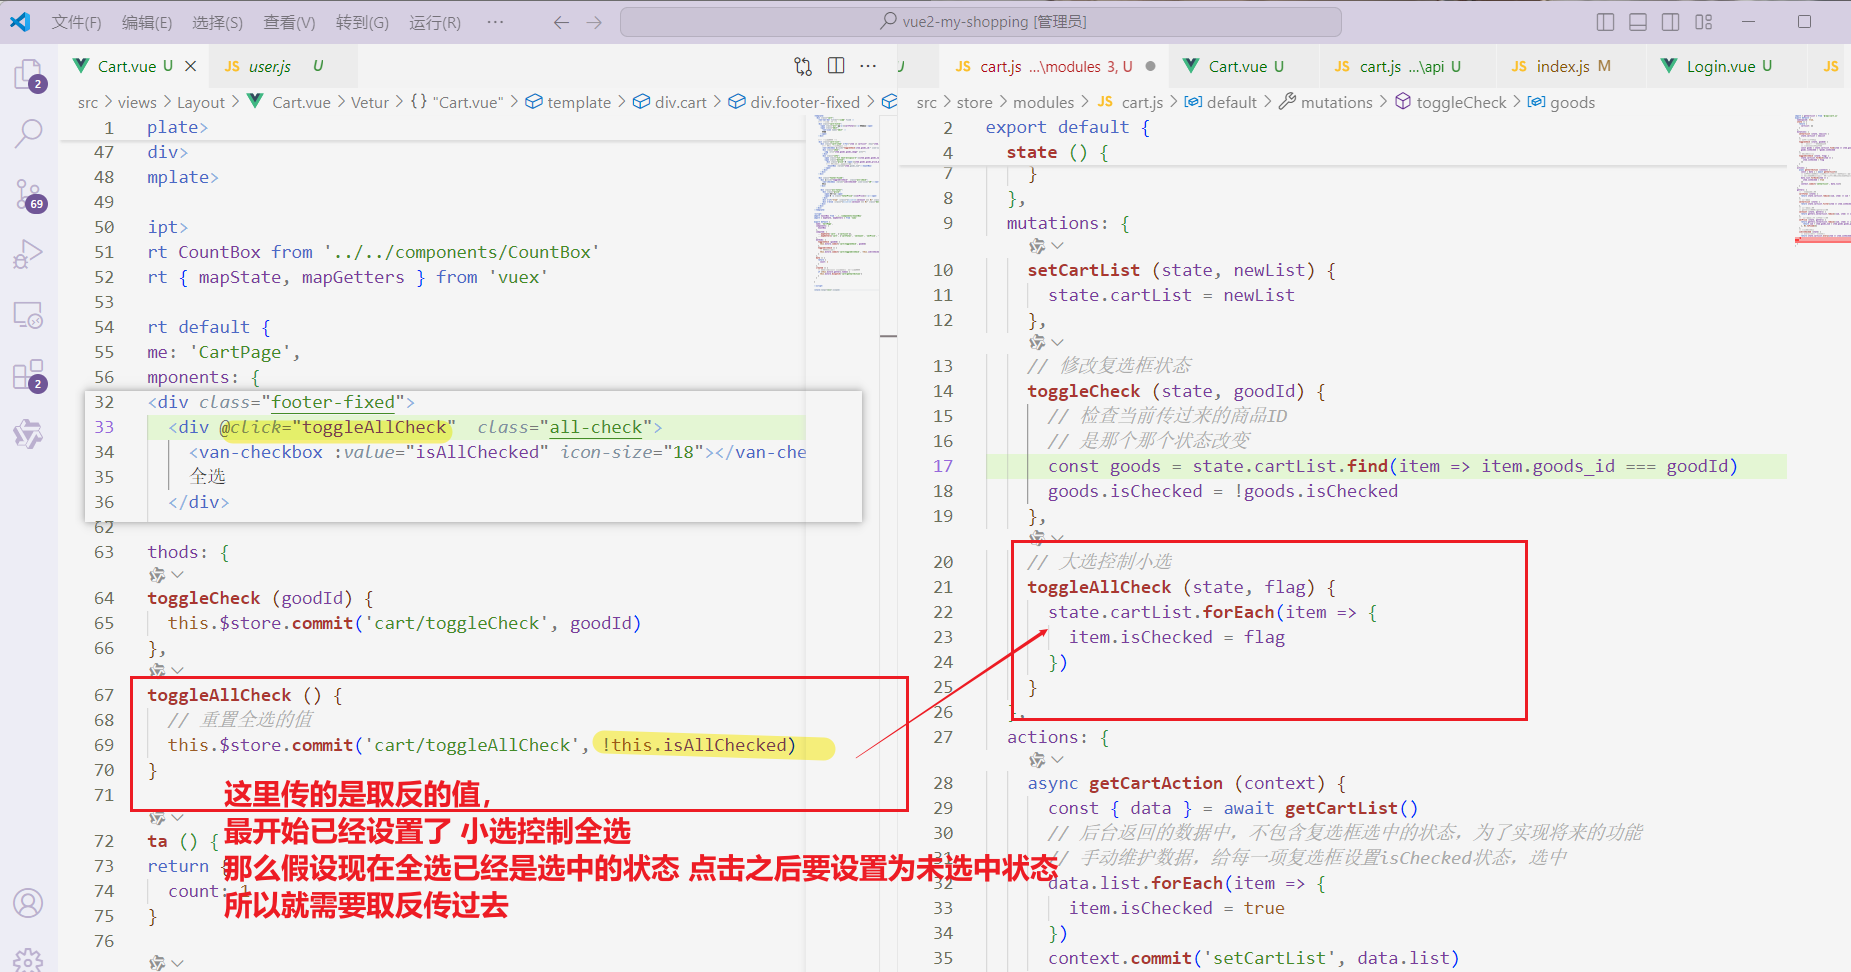 文件(F) 编辑(E) 选择(S) 查看(V) 转到(G) 运行(R) ··· vue2-my-shopping [管理员]
Cart.vue U JS user.js U
JS cart.js ...\modules 3, U Cart.vue U JS cart.js ...\api U JS index.js M Login.vue U JS
src > views > Layout > Cart.vue > Vetur > {} "Cart.vue" > template > div.cart > div.footer-fixed >
src > store > modules > JS cart.js > default > mutations > toggleCheck > goods
2
69
2
1 plate>
47 div>
48 mplate>
49
50 ipt>
51 rt CountBox from '../../components/CountBox'
52 rt { mapState, mapGetters } from 'vuex'
53
54 rt default {
55 me: 'CartPage',
56 mponents: {
32 <div class="footer-fixed">
33 <div @click="toggleAllCheck" class="all-check">
34 <van-checkbox :value="isAllChecked" icon-size="18"></van-che
35 全选
36 </div>
62
63 thods: {
64 toggleCheck (goodId) {
65 this.$store.commit('cart/toggleCheck', goodId)
66 },
67 toggleAllCheck () {
68 // 重置全选的值
69 this.$store.commit('cart/toggleAllCheck', !this.isAllChecked)
70 }
71
72 ta () {
73 return {
74 count: 1
75 }
76
这里传的是取反的值，
最开始已经设置了 小选控制全选
那么假设现在全选已经是选中的状态 点击之后要设置为未选中状态
所以就需要取反传过去
2 export default {
4 state () {
7 }
8 },
9 mutations: {
10 setCartList (state, newList) {
11 state.cartList = newList
12 },
13 // 修改复选框状态
14 toggleCheck (state, goodId) {
15 // 检查当前传过来的商品ID
16 // 是那个那个状态改变
17 const goods = state.cartList.find(item => item.goods_id === goodId)
18 goods.isChecked = !goods.isChecked
19 },
20 // 大选控制小选
21 toggleAllCheck (state, flag) {
22 state.cartList.forEach(item => {
23 item.isChecked = flag
24 })
25 }
26 },
27 actions: {
28 async getCartAction (context) {
29 const { data } = await getCartList()
30 // 后台返回的数据中，不包含复选框选中的状态，为了实现将来的功能
31 // 手动维护数据，给每一项复选框设置isChecked状态，选中
32 data.list.forEach(item => {
33 item.isChecked = true
34 })
35 context.commit('setCartList', data.list)